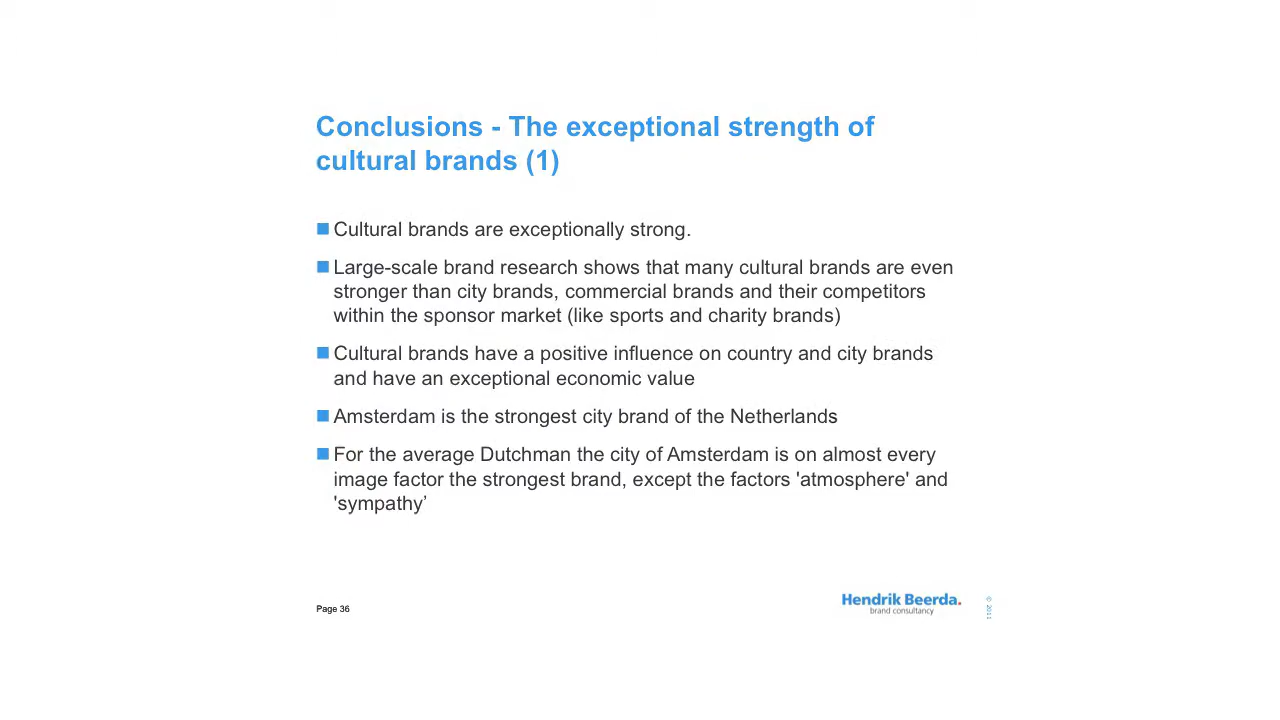 Conclusions - The exceptional strength of
cultural brands (1)
Cultural brands are exceptionally strong.
Large-scale brand research shows that many cultural brands are even
stronger than city brands, commercial brands and their competitors
within the sponsor market (like sports and charity brands)
Cultural brands have a positive influence on country and city brands
and have an exceptional economic value
Amsterdam is the strongest city brand of the Netherlands
For the average Dutchman the city of Amsterdam is on almost every
image factor the strongest brand, except the factors 'atmosphere' and
'sympathy’
Page 36
Hendrik Beerda.
brand consultancy
© 2011